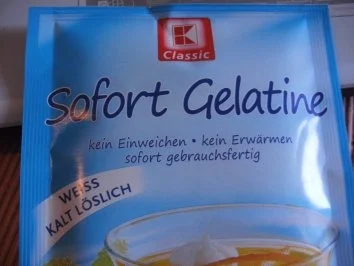 K
Classic
Sofort Gelatine
kein Einweichen • kein Erwärmen
sofort gebrauchsfertig
WEISS
KALT LÖSLICH